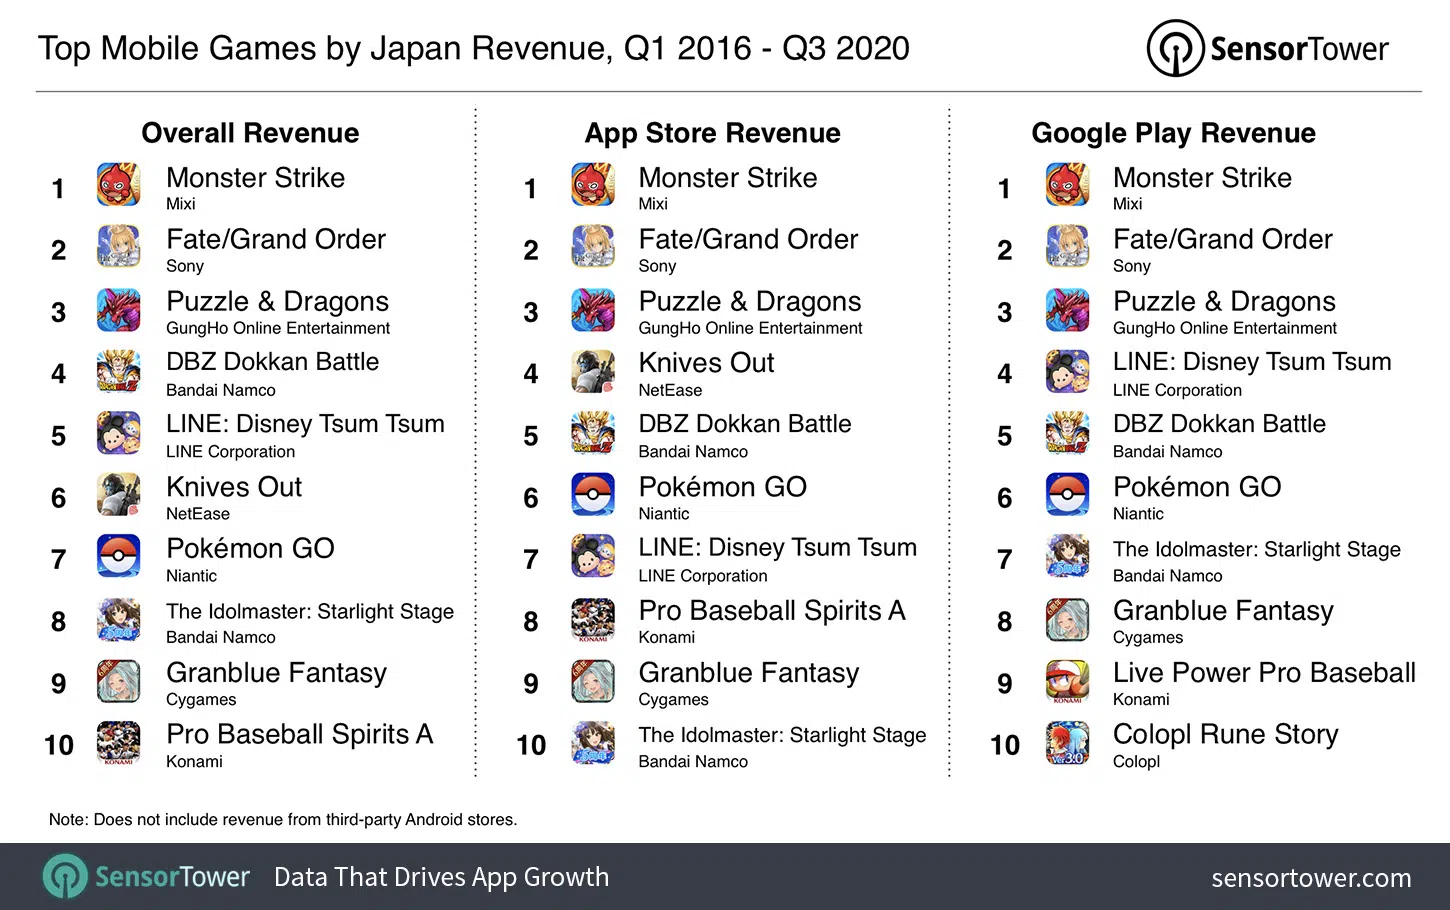 Top Mobile Games by Japan Revenue, Q1 2016 - Q3 2020
SensorTower
Overall Revenue
1
Monster Strike
Mixi
2
Fate/Grand Order
Sony
3
Puzzle & Dragons
GungHo Online Entertainment
4
DBZ Dokkan Battle
Bandai Namco
5
LINE: Disney Tsum Tsum
LINE Corporation
6
Knives Out
NetEase
7
Pokémon GO
Niantic
8
The Idolmaster: Starlight Stage
Bandai Namco
9
Granblue Fantasy
Cygames
10
KONAMI
Pro Baseball Spirits A
Konami
App Store Revenue
1
Monster Strike
Mixi
2
Fate/Grand Order
Sony
3
Puzzle & Dragons
GungHo Online Entertainment
4
Knives Out
NetEase
5
DBZ Dokkan Battle
Bandai Namco
6
Pokémon GO
Niantic
7
LINE: Disney Tsum Tsum
LINE Corporation
8
KONAMI
Pro Baseball Spirits A
Konami
9
Granblue Fantasy
Cygames
10
The Idolmaster: Starlight Stage
Bandai Namco
Google Play Revenue
1
Monster Strike
Mixi
2
Fate/Grand Order
Sony
3
Puzzle & Dragons
GungHo Online Entertainment
4
LINE: Disney Tsum Tsum
LINE Corporation
5
DBZ Dokkan Battle
Bandai Namco
6
Pokémon GO
Niantic
7
The Idolmaster: Starlight Stage
Bandai Namco
8
Granblue Fantasy
Cygames
9
KONAMI
Live Power Pro Baseball
Konami
10
Ver3.0
Colopl Rune Story
Colopl
Note: Does not include revenue from third-party Android stores.
SensorTower
Data That Drives App Growth
sensortower.com